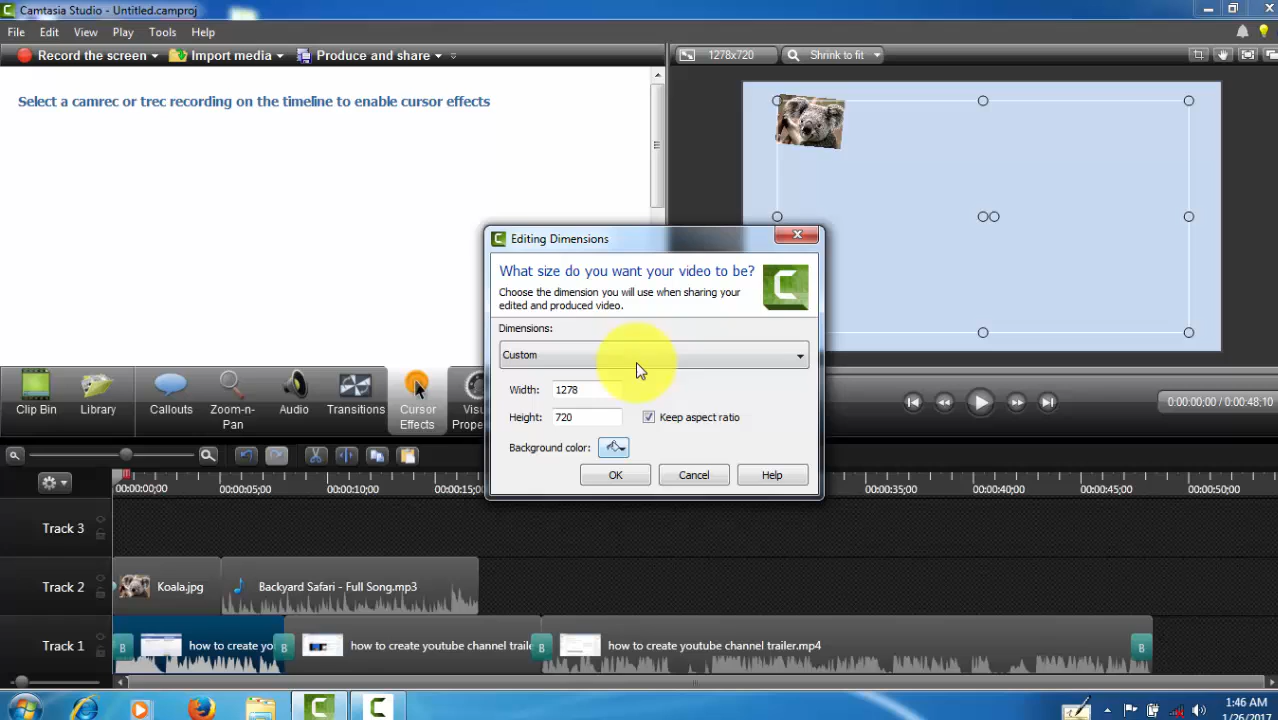 Camtasia Studio - Untitled.camproj
File Edit View Play Tools Help
Record the screen Import media Produce and share 1278x720 Shrink to fit
Select a camrec or trec recording on the timeline to enable cursor effects
Editing Dimensions
What size do you want your video to be?
Choose the dimension you will use when sharing your
edited and produced video.
Dimensions:
Custom
Width: 1278
Height: 720 Keep aspect ratio
Background color:
OK Cancel Help
Clip Bin Library Callouts Zoom-n-
Pan Audio Transitions Cursor
Effects
0:00:00;00 / 0:00:48;10
00:00:00;00 00:00:05;00 00:00:10;00 00:00:35;00 00:00:40;00 00:00:45;00 00:00:50;00
Track 3
Track 2 Koala.jpg Backyard Safari - Full Song.mp3
Track 1 B how to create yo B how to create youtube channel traile B how to create youtube channel trailer.mp4 B
1:46 AM
1/26/2017